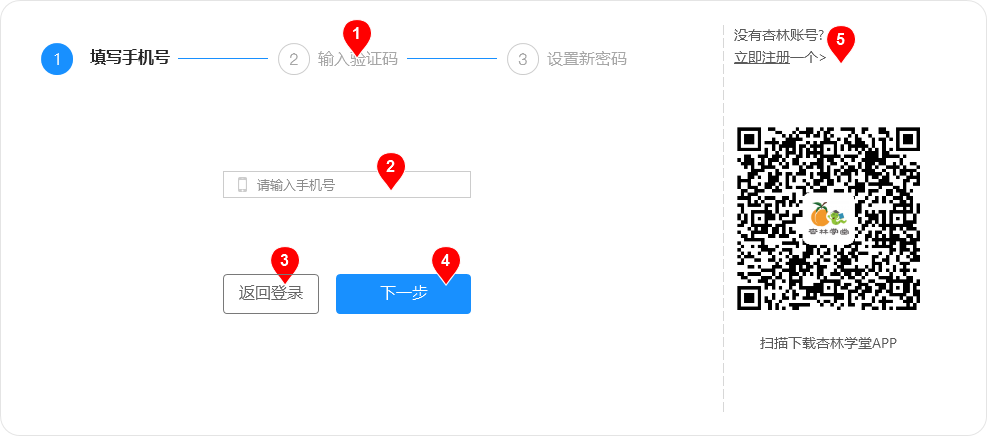 1 填写手机号
2 输入验证码
3 设置新密码
1
2
请输入手机号
3
返回登录
4
下一步
没有杏林账号?
立即注册一个>
5
杏林学堂
扫描下载杏林学堂APP